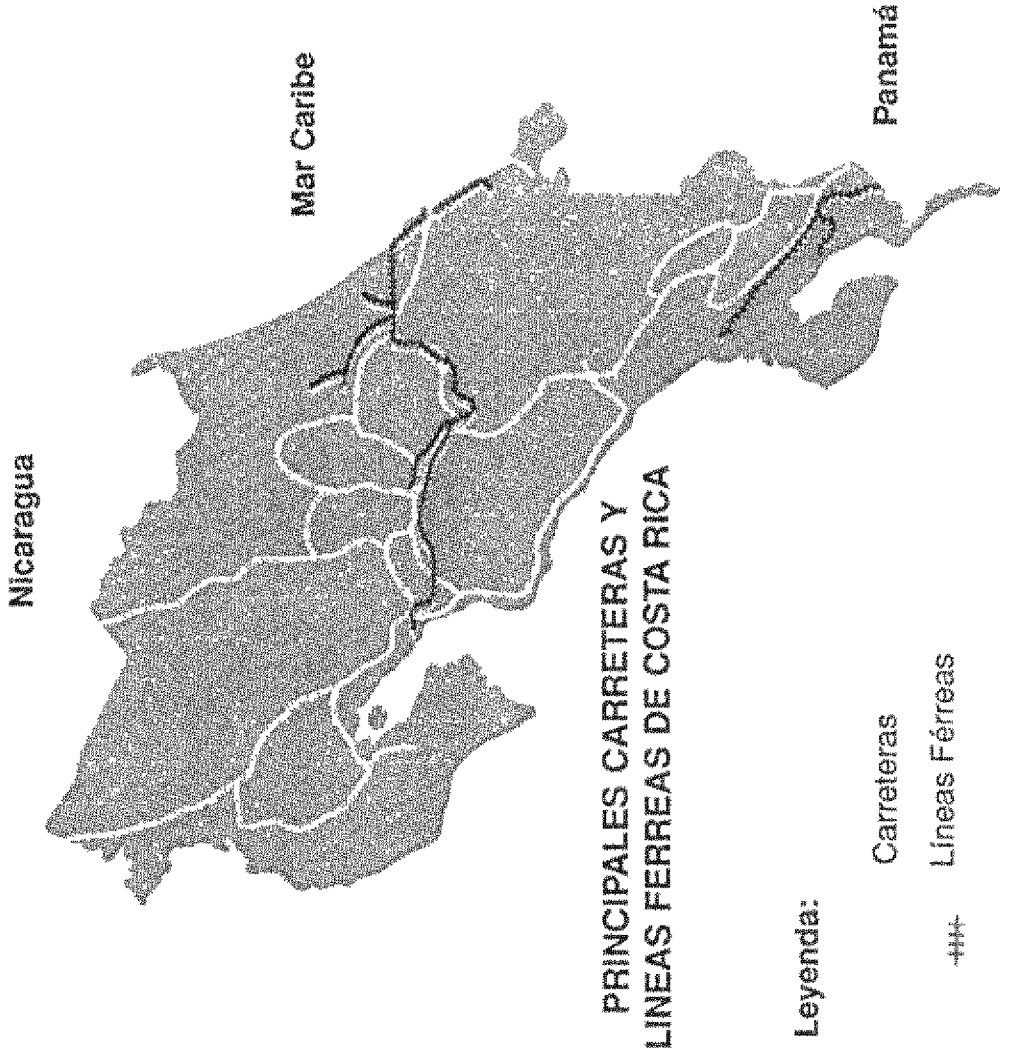 Nicaragua
Mar Caribe
Panamá
PRINCIPALES CARRETERAS Y
LINEAS FERREAS DE COSTA RICA
Leyenda:
Carreteras
Líneas Férreas